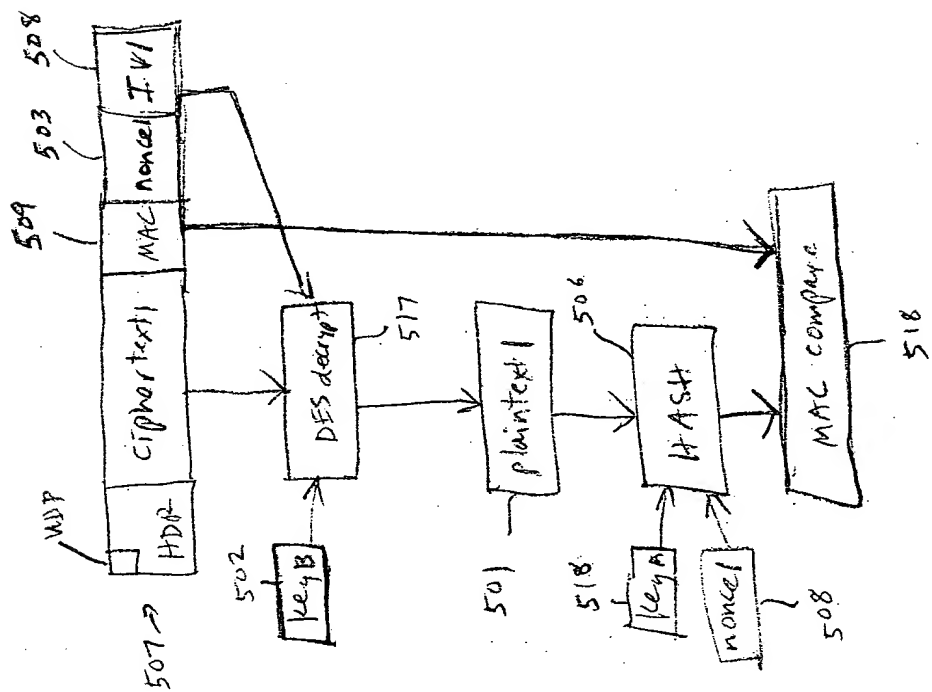 UDP
509
503
508
HDR
Ciphertext1
MAC
nonce1
IV1
507
502
key B
DES decrypt
517
501
plaintext1
518
key A
506
HASH
nonce1
508
MAC compare
518